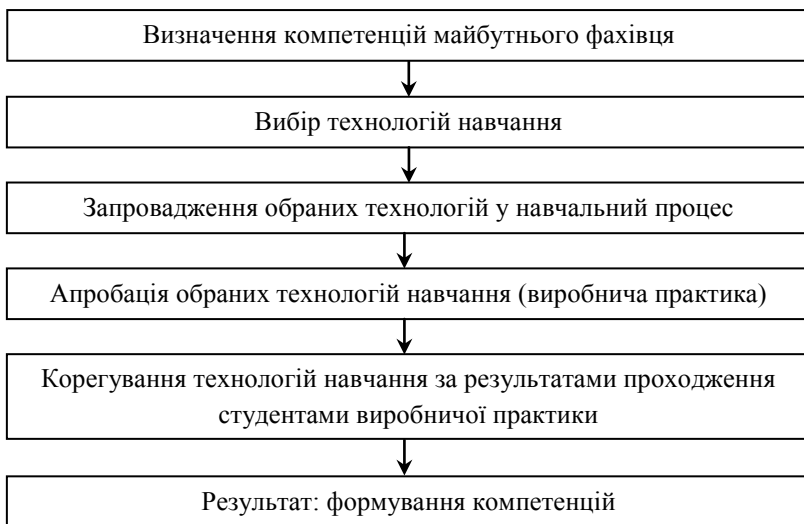 Визначення компетенцій майбутнього фахівця
Вибір технологій навчання
Запровадження обраних технологій у навчальний процес
Апробація обраних технологій навчання (виробнича практика)
Корегування технологій навчання за результатами проходження
студентами виробничої практики
Результат: формування компетенцій